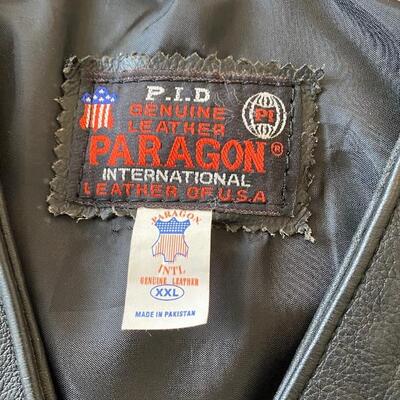 P.I.D
GENUINE
LEATHER
PI
PARAGON®
INTERNATIONAL
LEATHER OF U.S.A
PARAGON
INTL
GENUINE LEATHER
XXL
MADE IN PAKISTAN